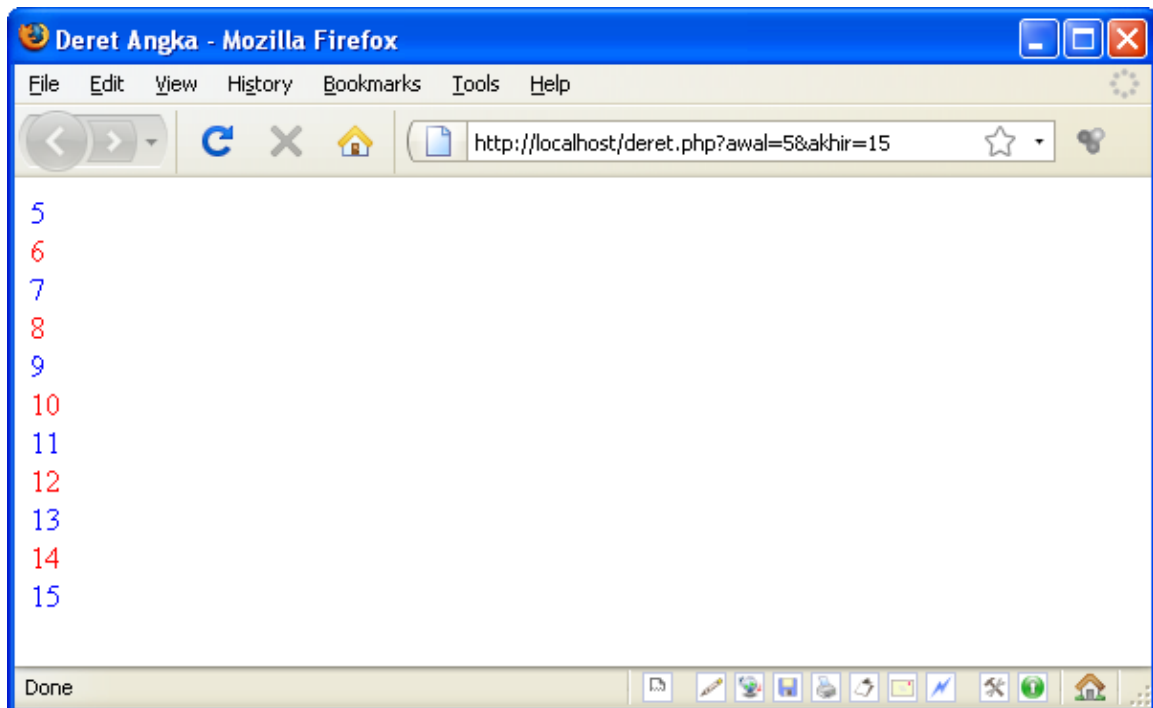 Deret Angka - Mozilla Firefox
File Edit View History Bookmarks Tools Help
http://localhost/deret.php?awal=5&akhir=15
5
6
7
8
9
10
11
12
13
14
15
Done